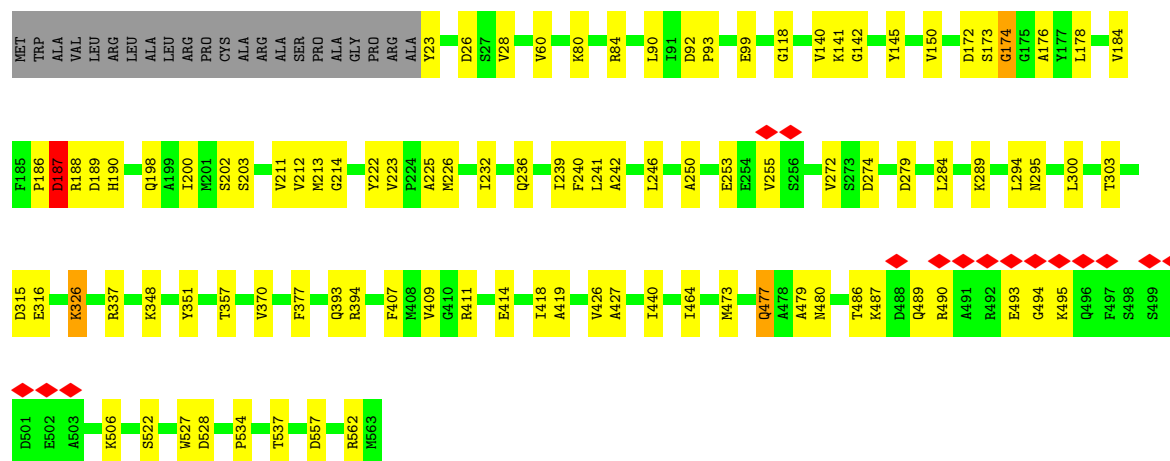 MET TRP ALA VAL LEU ARG LEU ALA LEU ARG PRO CYS ALA ARG ALA SER PRO ALA GLY PRO ARG ALA Y23 D26 S27 V28 V60 K80 R84 L90 I91 D92 P93 E99 G118 V140 K141 G142 Y145 V150 D172 S173 G174 G175 A176 Y177 L178 V184
F185 P186 D187 R188 D189 H190 Q198 A199 I200 M201 S202 S203 V211 V212 M213 G214 Y222 V223 P224 A225 M226 I232 Q236 I239 F240 L241 A242 L246 A250 E253 E254 V255 S256 V272 S273 D274 D279 L284 K289 L294 N295 L300 T303
D315 E316 K326 R337 K348 Y351 T357 V370 F377 Q393 R394 F407 M408 V409 G410 R411 E414 I418 A419 V426 A427 I440 I464 M473 Q477 A478 A479 N480 T486 K487 D488 Q489 R490 A491 R492 E493 G494 K495 Q496 F497 S498 S499
D501 E502 A503 K506 S522 W527 D528 P534 T537 D557 R562 M563